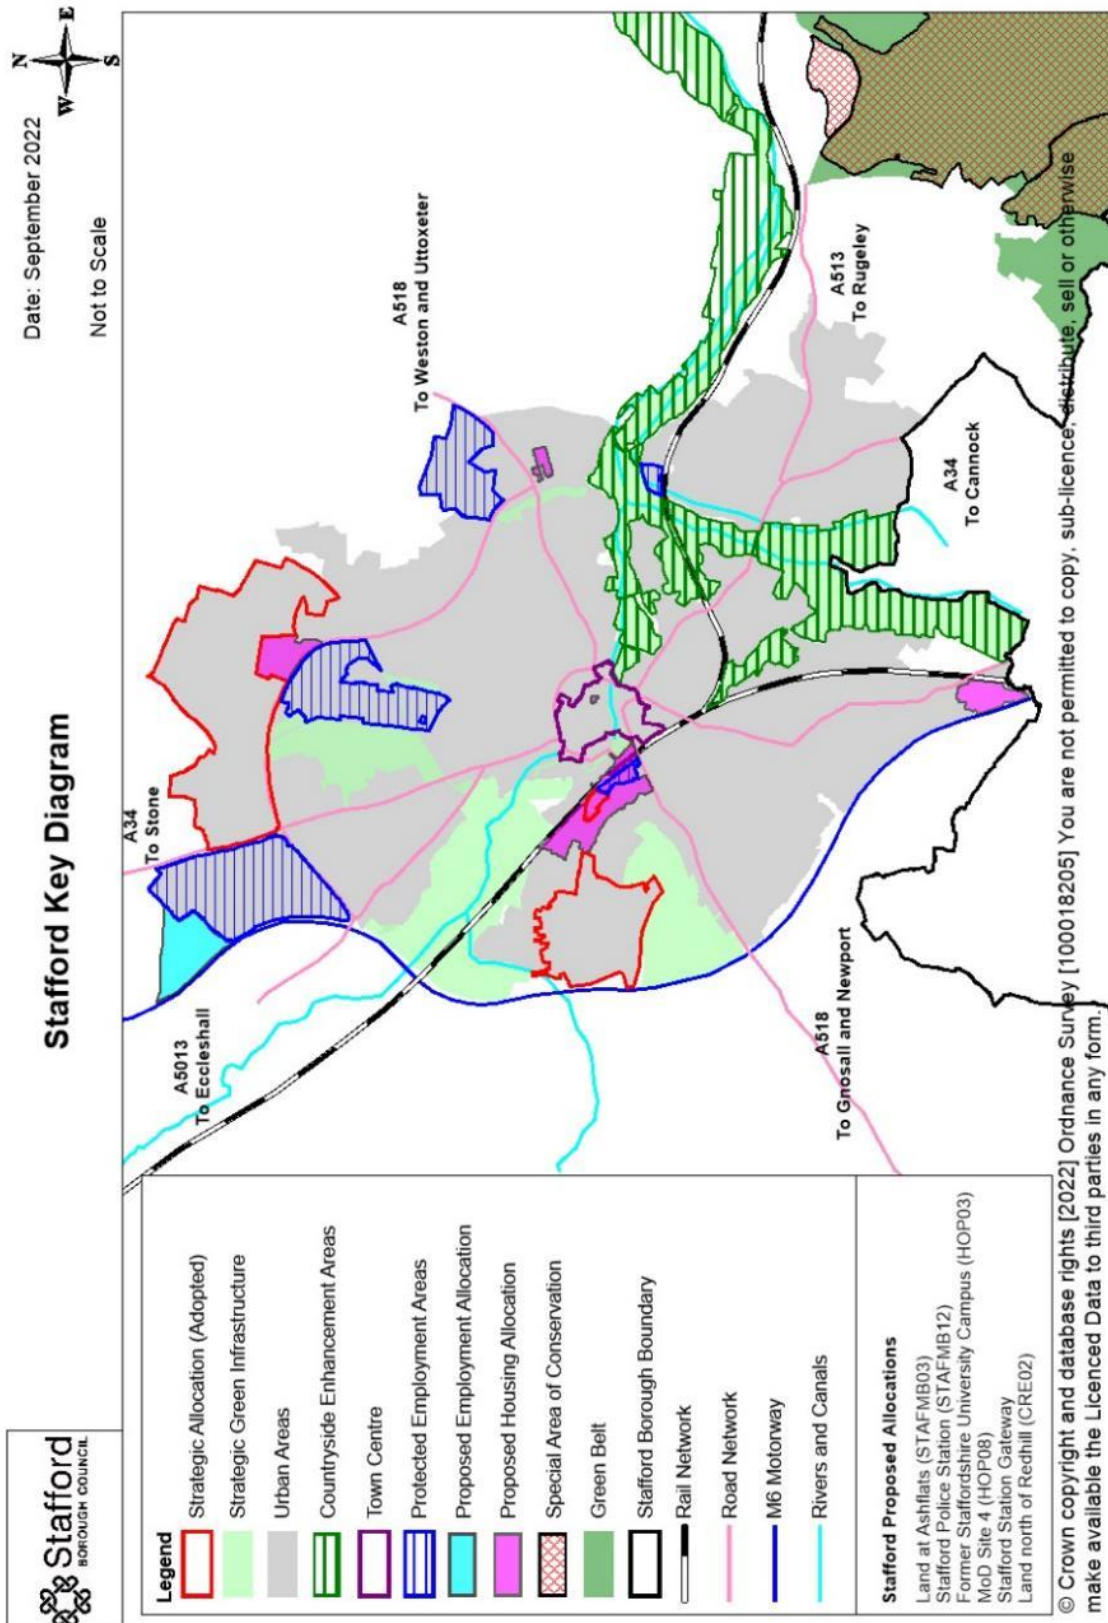 Stafford
BOROUGH COUNCIL
Stafford Key Diagram
Date: September 2022
Not to Scale
N
E
S
W
A34
To Stone
A5013
To Eccleshall
A518
To Weston and Uttoxeter
A513
To Rugeley
A34
To Cannock
A518
To Gnosall and Newport
Legend
Strategic Allocation (Adopted)
Strategic Green Infrastructure
Urban Areas
Countryside Enhancement Areas
Town Centre
Protected Employment Areas
Proposed Employment Allocation
Proposed Housing Allocation
Special Area of Conservation
Green Belt
Stafford Borough Boundary
Rail Network
Road Network
M6 Motorway
Rivers and Canals
Stafford Proposed Allocations
Land at Ashflats (STAFMB03)
Stafford Police Station (STAFMB12)
Former Staffordshire University Campus (HOP03)
MoD Site 4 (HOP08)
Stafford Station Gateway
Land north of Redhill (CRE02)
© Crown copyright and database rights [2022] Ordnance Survey [100018205] You are not permitted to copy, sub-licence, distribute, sell or otherwise
make available the Licenced Data to third parties in any form.